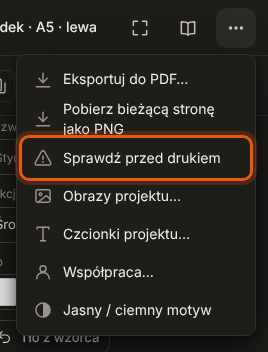 dek · A5 · lewa
Eksportuj do PDF...
Pobierz bieżącą stronę
jako PNG
Sprawdź przed drukiem
Obrazy projektu...
Czcionki projektu...
Współpraca...
Jasny / ciemny motyw
Tło z wzorca